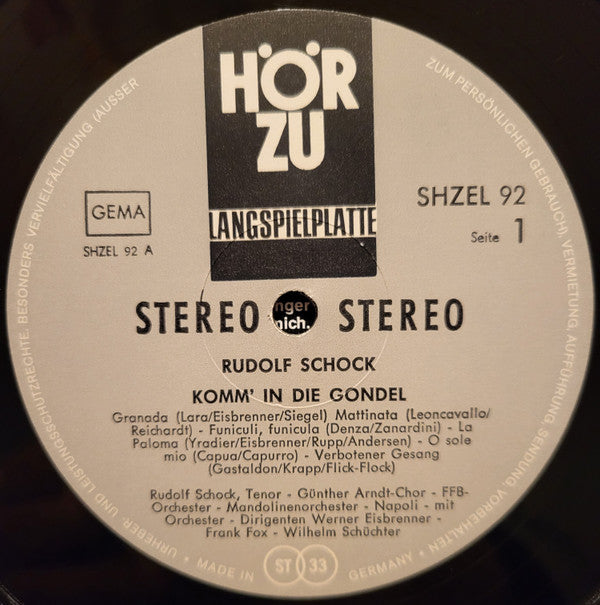 HÖR
ZU
LANGSPIELPLATTE
GEMA
SHZEL 92 A
SHZEL 92
Seite 1
STEREO STEREO
nger
nich.
RUDOLF SCHOCK
KOMM' IN DIE GONDEL
Granada (Lara/Eisbrenner/Siegel) Mattinata (Leoncavallo/
Reichardt) - Funiculi, funicula (Denza/Zanardini) - La
Paloma (Yradier/Eisbrenner/Rupp/Andersen) - O sole
mio (Capua/Capurro) - Verbotener Gesang
(Gastaldon/Krapp/Flick-Flock)
Rudolf Schock, Tenor - Günther Arndt-Chor - FFB-
Orchester - Mandolinenorchester - Napoli - mit
Orchester - Dirigenten Werner Eisbrenner -
Frank Fox - Wilhelm Schüchter
ST 33
MADE IN GERMANY • URHEBER- UND LEISTUNGSSCHUTZRECHTE, BESONDERS VERVIELFÄLTIGUNG (AUSSER ZUM PERSÖNLICHEN GEBRAUCH), VERMIETUNG, AUFFÜHRUNG, SENDUNG, VORBEHALTEN •